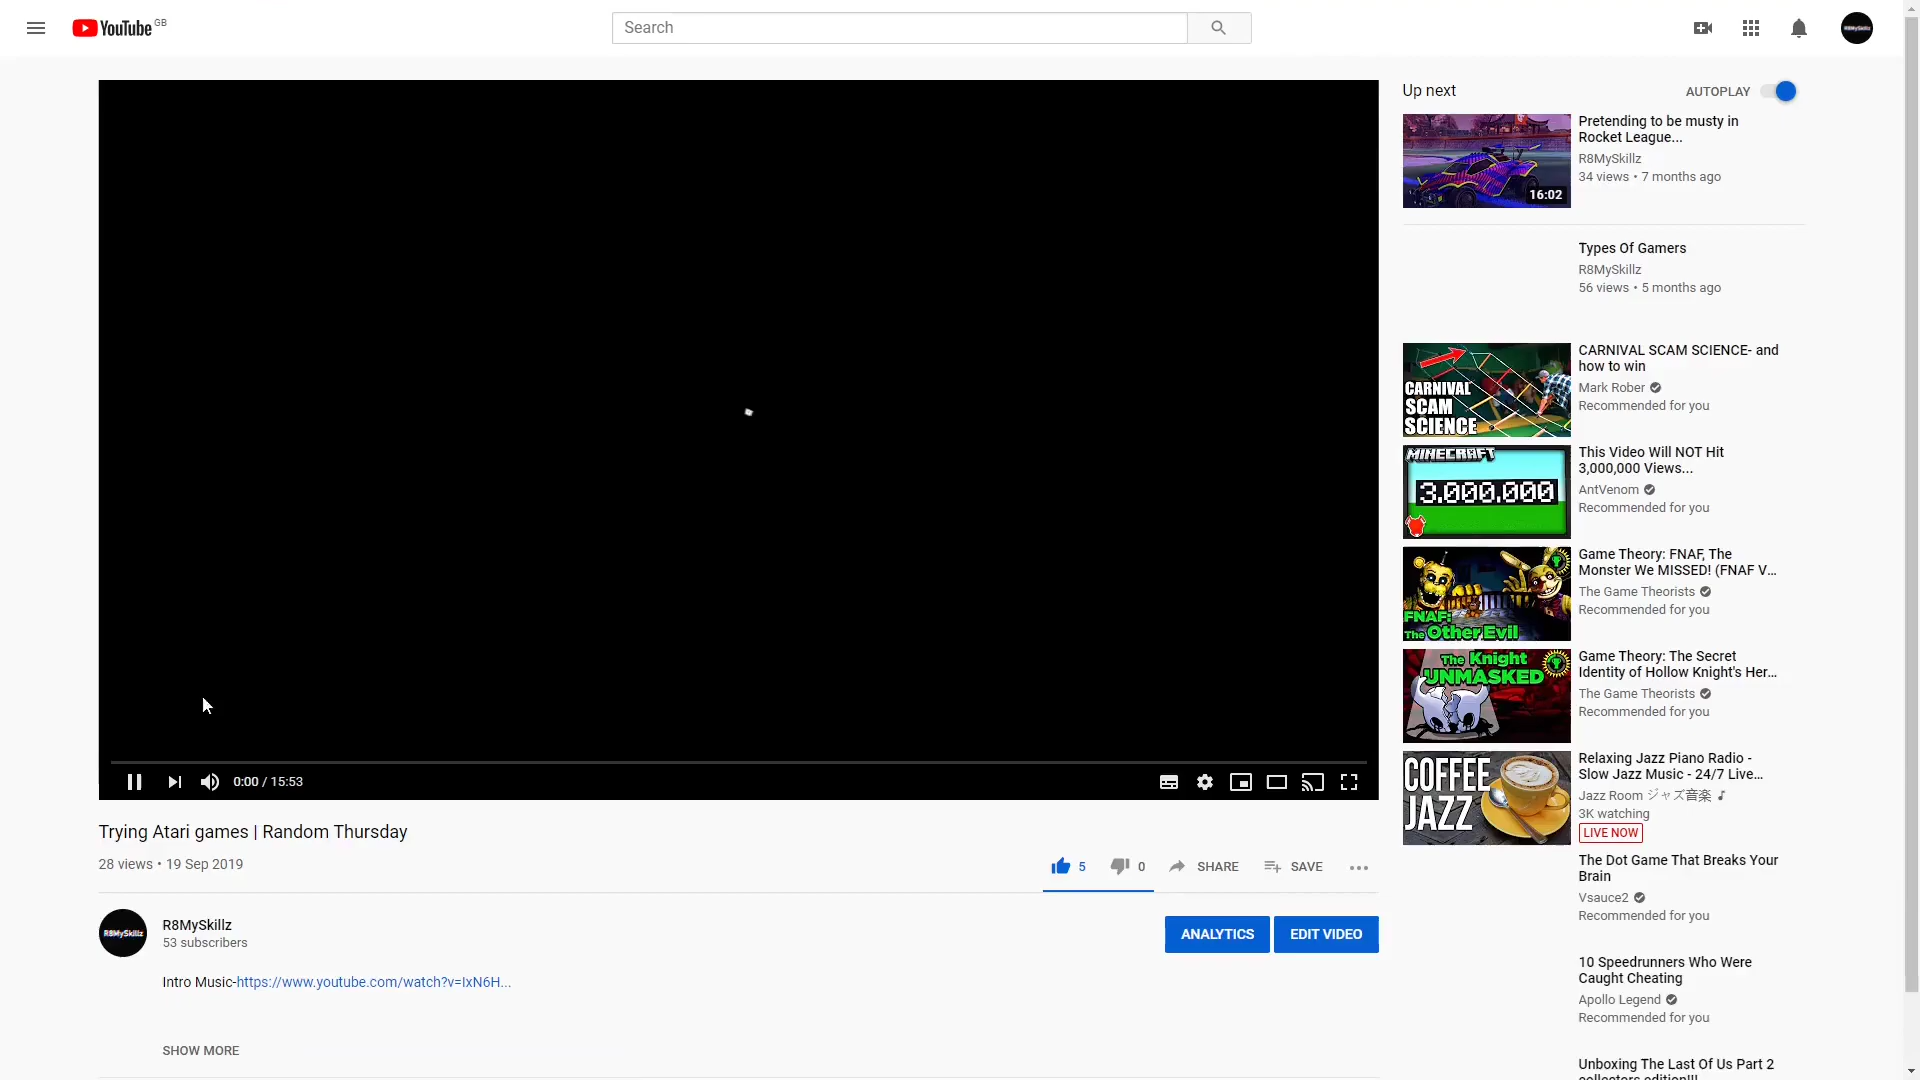 YouTube GB
Search
Up next
AUTOPLAY
Pretending to be musty in
Rocket League...
R8MySkillz
34 views • 7 months ago
16:02
Types Of Gamers
R8MySkillz
56 views • 5 months ago
CARNIVAL
SCAM
SCIENCE
CARNIVAL SCAM SCIENCE- and
how to win
Mark Rober
Recommended for you
MINECRAFT
3,000,000
This Video Will NOT Hit
3,000,000 Views...
AntVenom
Recommended for you
FNAF:
The Other Evil
Game Theory: FNAF, The
Monster We MISSED! (FNAF V...
The Game Theorists
Recommended for you
The Knight
UNMASKED
Game Theory: The Secret
Identity of Hollow Knight's Her...
The Game Theorists
Recommended for you
COFFEE
JAZZ
Relaxing Jazz Piano Radio -
Slow Jazz Music - 24/7 Live...
Jazz Room ジャズ音楽 ♪
3K watching
LIVE NOW
The Dot Game That Breaks Your
Brain
Vsauce2
Recommended for you
10 Speedrunners Who Were
Caught Cheating
Apollo Legend
Recommended for you
Unboxing The Last Of Us Part 2
collectors edition!!!
0:00 / 15:53
Trying Atari games | Random Thursday
28 views • 19 Sep 2019
5
0
SHARE
SAVE
R8MySkillz
R8MySkillz
53 subscribers
ANALYTICS
EDIT VIDEO
Intro Music-https://www.youtube.com/watch?v=IxN6H...
SHOW MORE